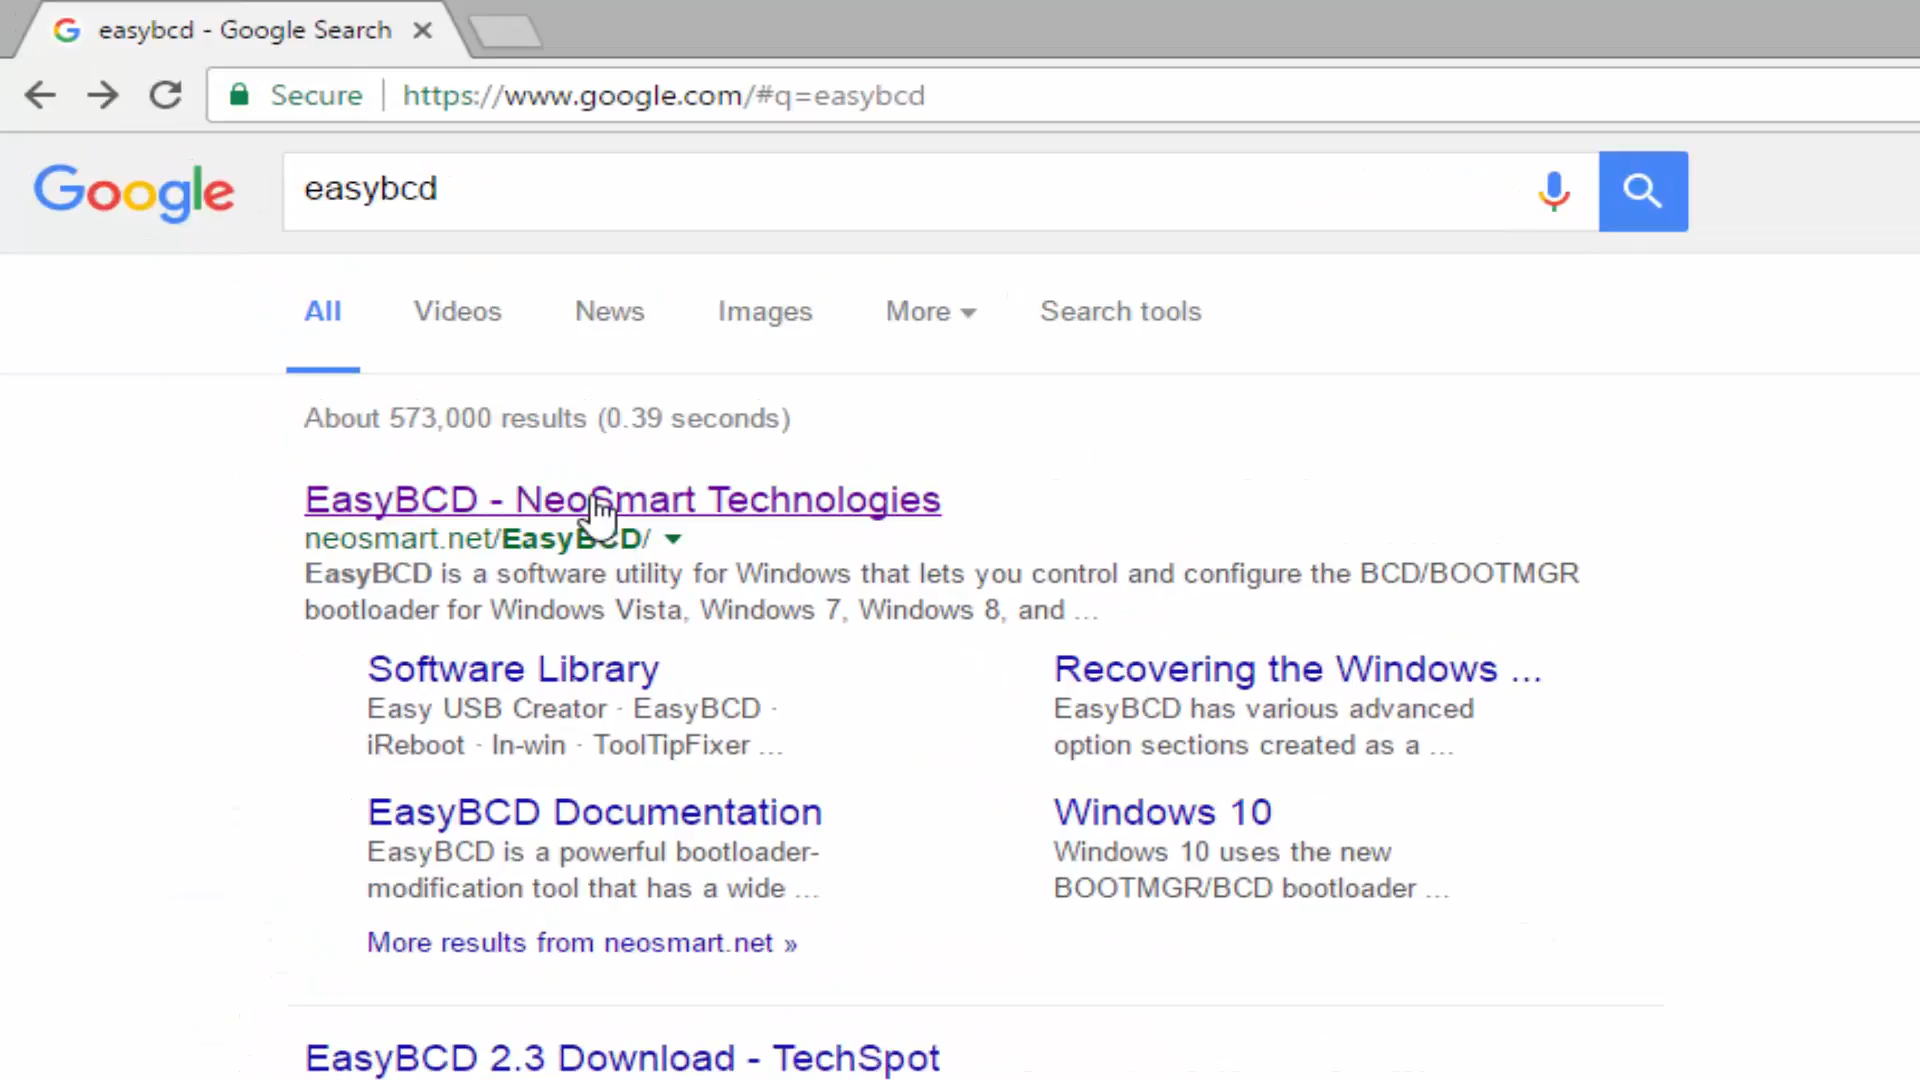 easybcd - Google Search
Secure
https://www.google.com/#q=easybcd
Google
easybcd
All
Videos
News
Images
More
Search tools
About 573,000 results (0.39 seconds)
EasyBCD - NeoSmart Technologies
neosmart.net/EasyBCD/
EasyBCD is a software utility for Windows that lets you control and configure the BCD/BOOTMGR
bootloader for Windows Vista, Windows 7, Windows 8, and ...
Software Library
Easy USB Creator · EasyBCD ·
iReboot · In-win · ToolTipFixer ...
Recovering the Windows ...
EasyBCD has various advanced
option sections created as a ...
EasyBCD Documentation
EasyBCD is a powerful bootloader-
modification tool that has a wide ...
Windows 10
Windows 10 uses the new
BOOTMGR/BCD bootloader ...
More results from neosmart.net »
EasyBCD 2.3 Download - TechSpot